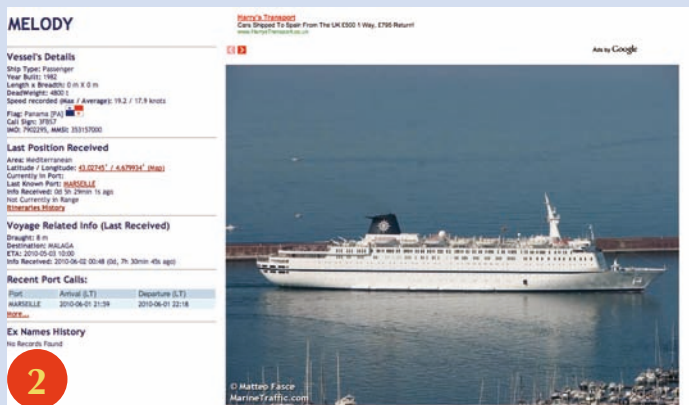 MELODY
Vessel's Details
Ship Type: Passenger
Year Built: 1982
Length x Breadth: 0 m X 0 m
DeadWeight: 4800 t
Speed recorded (Max / Average): 19.2 / 17.9 knots
Flag: Panama [PA]
Call Sign: 3FBS7
IMO: 7902295, MMSI: 353157000
Last Position Received
Area: Mediterranean
Latitude / Longitude: 43.02745˚ / 4.679934˚ (Map)
Currently in Port:
Last Known Port: MARSEILLE
Info Received: 0d 5h 29min 1s ago
Not Currently in Range
Itineraries History
Voyage Related Info (Last Received)
Draught: 8 m
Destination: MALAGA
ETA: 2010-05-03 10:00
Info Received: 2010-06-02 00:48 (0d, 7h 30min 45s ago)
Recent Port Calls:
Port Arrival (LT) Departure (LT)
MARSEILLE 2010-06-01 21:59 2010-06-01 22:18
More...
Ex Names History
No Records Found
2
Harry's Transport
Cars Shipped To Spain From The UK £500 1 Way, £795 Return!
www.HarrysTransport.co.uk
Ads by Google
© Matteo Fasce
MarineTraffic.com